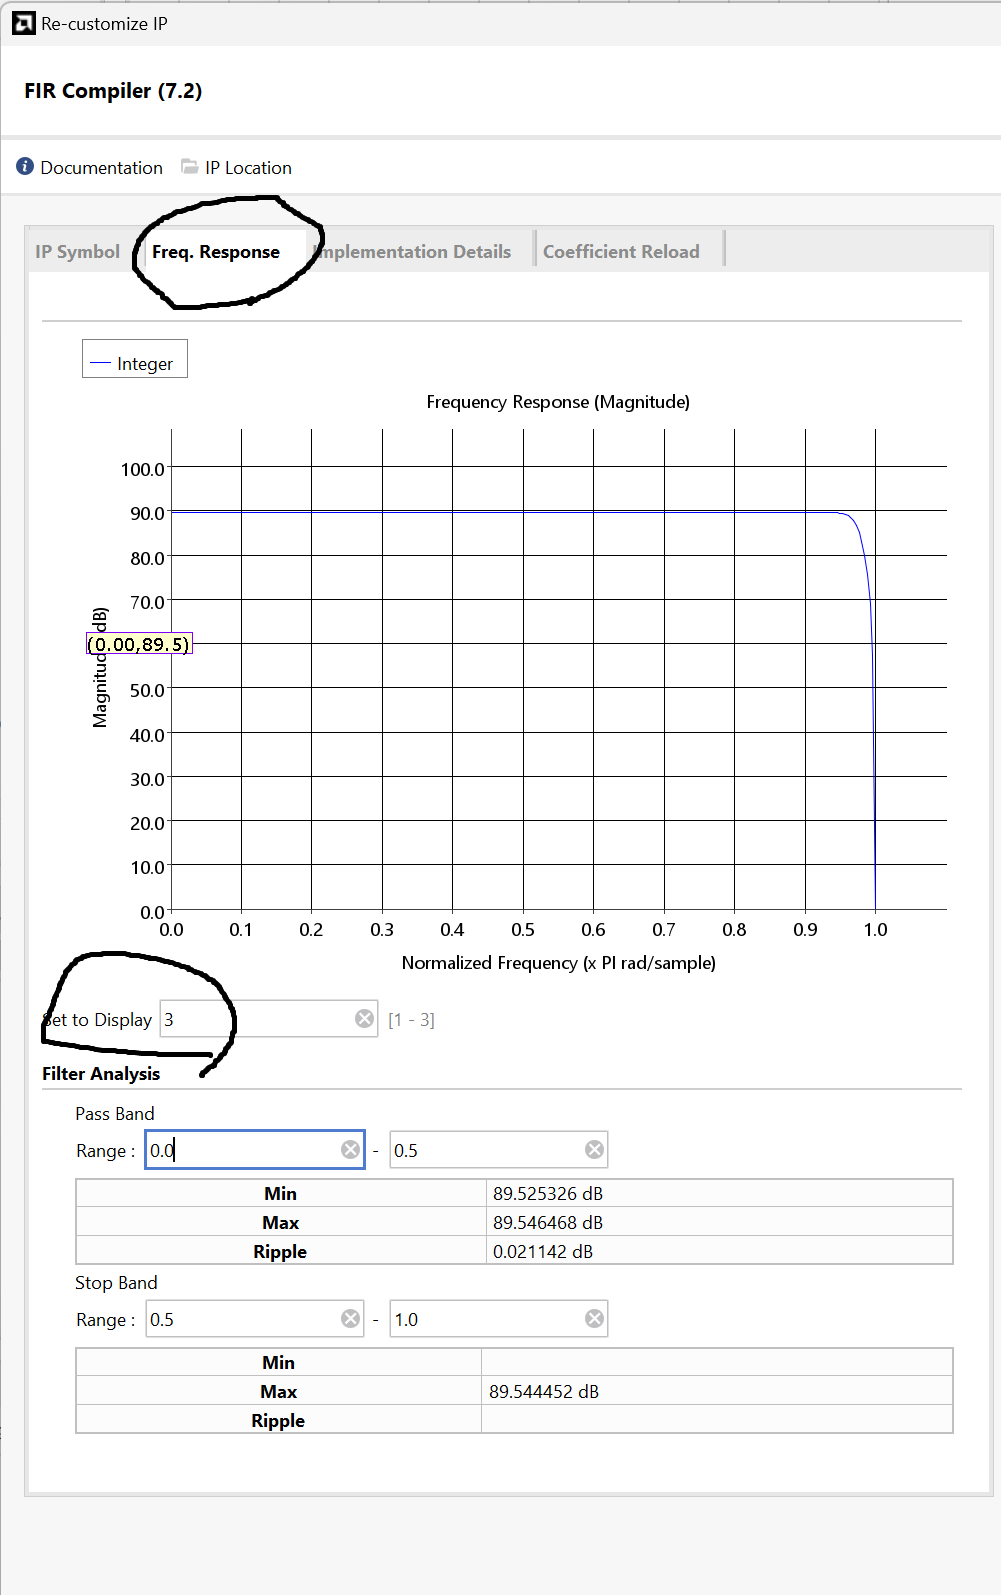 Re-customize IP
FIR Compiler (7.2)
Documentation IP Location
IP Symbol Freq. Response Implementation Details Coefficient Reload
Integer
Frequency Response (Magnitude)
100.0
90.0
80.0
70.0
(0.00,89.5)
50.0
40.0
30.0
20.0
10.0
0.0
Magnitude (dB)
0.0 0.1 0.2 0.3 0.4 0.5 0.6 0.7 0.8 0.9 1.0
Normalized Frequency (x PI rad/sample)
Set to Display 3 [1 - 3]
Filter Analysis
Pass Band
Range : 0.0 - 0.5
Min 89.525326 dB
Max 89.546468 dB
Ripple 0.021142 dB
Stop Band
Range : 0.5 - 1.0
Min
Max 89.544452 dB
Ripple